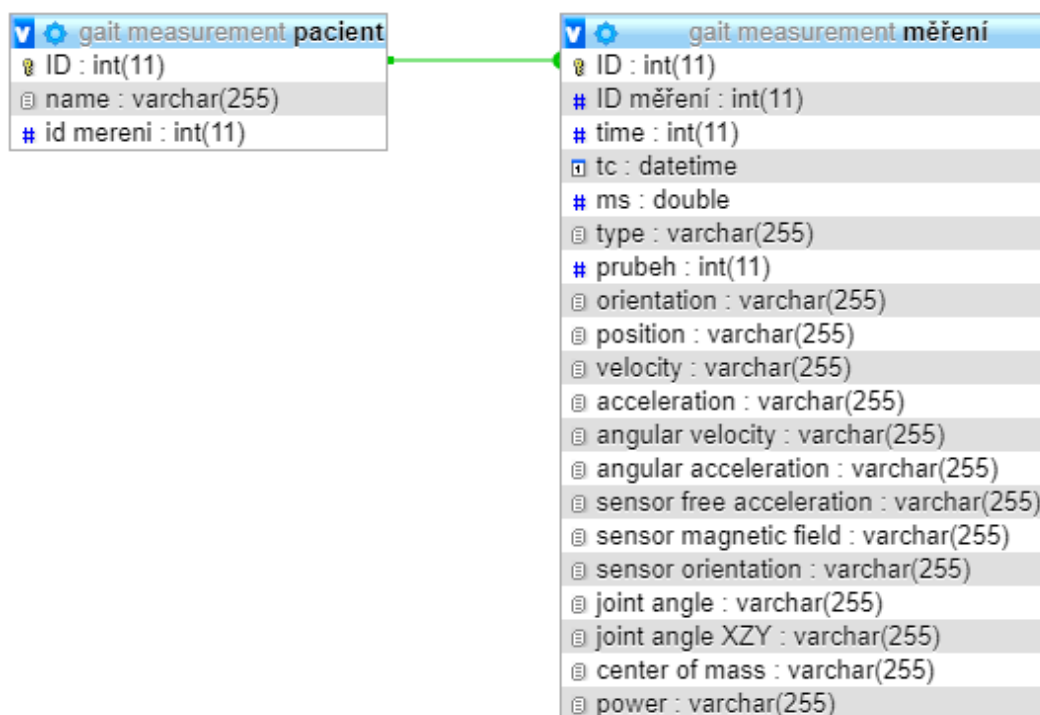 gait measurement pacient
ID : int(11)
name : varchar(255)
id mereni : int(11)
gait measurement měření
ID : int(11)
ID měření : int(11)
time : int(11)
tc : datetime
ms : double
type : varchar(255)
prubeh : int(11)
orientation : varchar(255)
position : varchar(255)
velocity : varchar(255)
acceleration : varchar(255)
angular velocity : varchar(255)
angular acceleration : varchar(255)
sensor free acceleration : varchar(255)
sensor magnetic field : varchar(255)
sensor orientation : varchar(255)
joint angle : varchar(255)
joint angle XZY : varchar(255)
center of mass : varchar(255)
power : varchar(255)